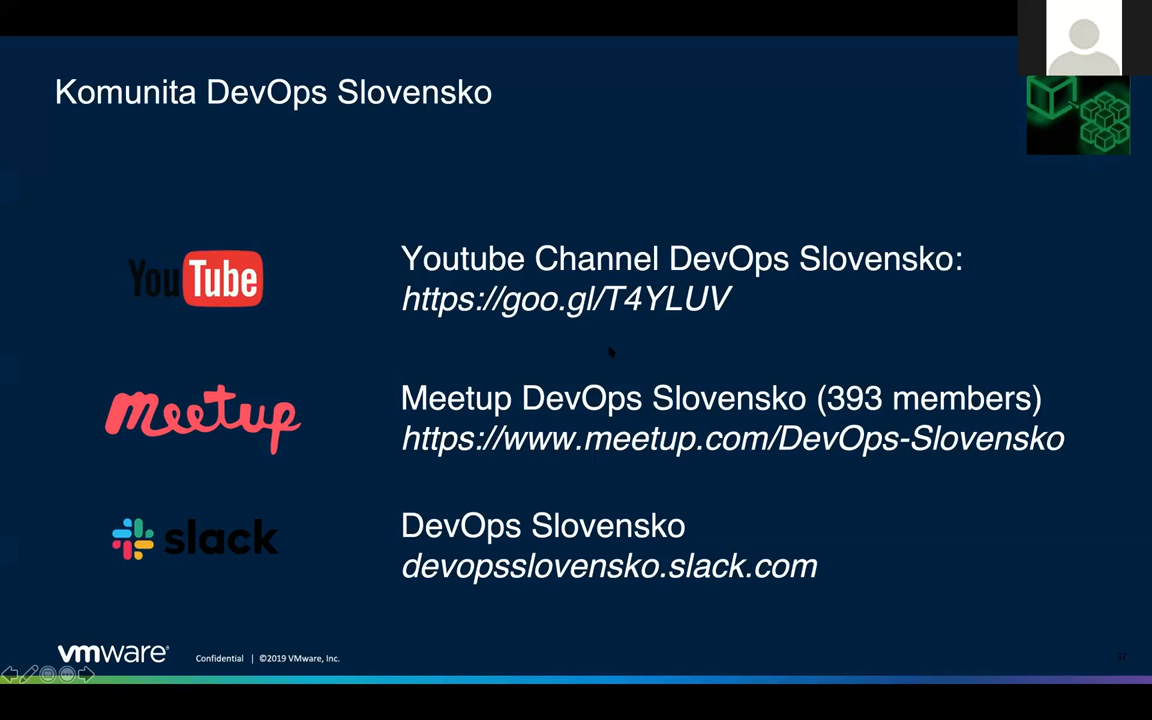 Komunita DevOps Slovensko
YouTube
Youtube Channel DevOps Slovensko:
https://goo.gl/T4YLUV
meetup
Meetup DevOps Slovensko (393 members)
https://www.meetup.com/DevOps-Slovensko
slack
DevOps Slovensko
devopsslovensko.slack.com
vmware®
Confidential | ©2019 VMware, Inc.
37